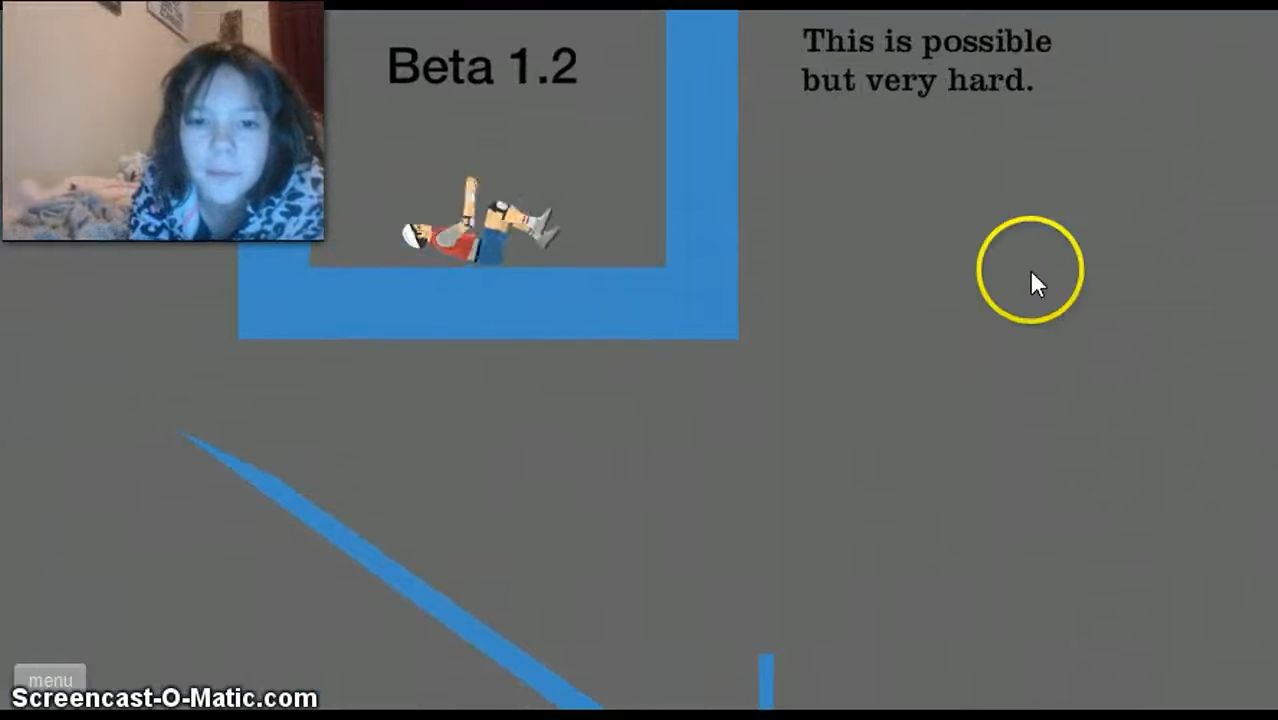 Beta 1.2
This is possible
but very hard.
menu
Screencast-O-Matic.com